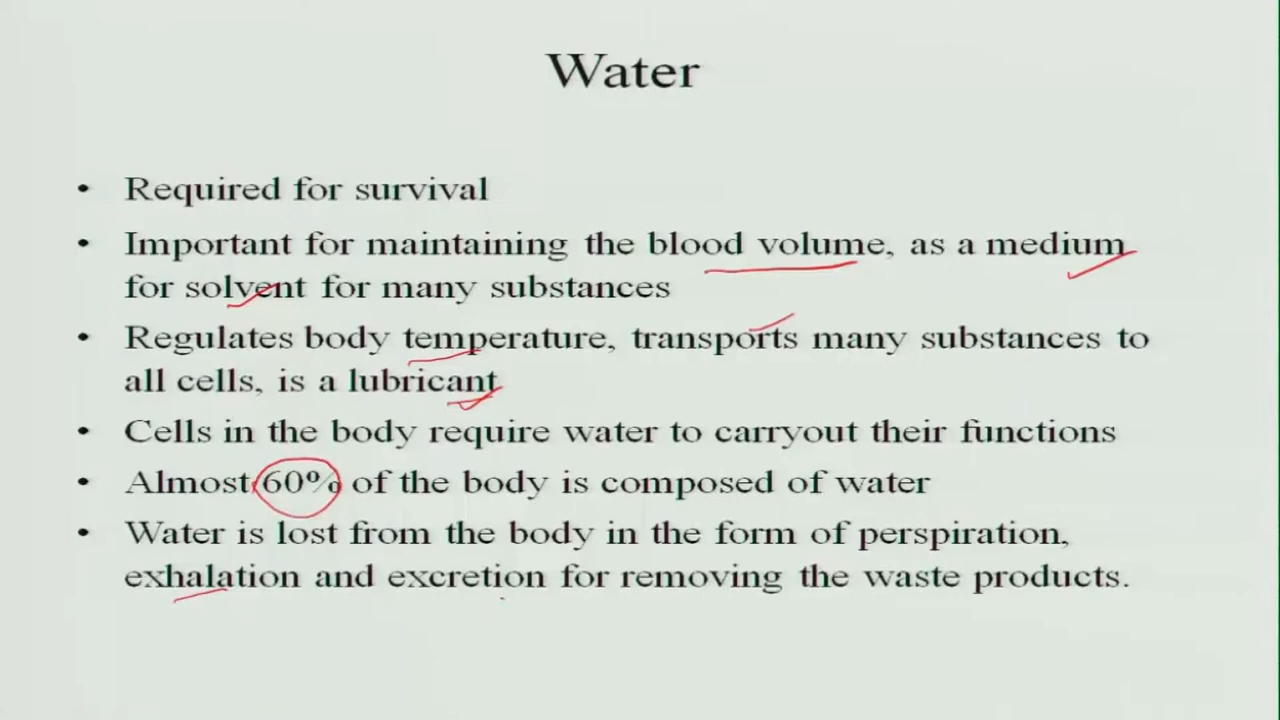 Water
• Required for survival
• Important for maintaining the blood volume, as a medium
for solvent for many substances
• Regulates body temperature, transports many substances to
all cells, is a lubricant
• Cells in the body require water to carryout their functions
• Almost 60% of the body is composed of water
• Water is lost from the body in the form of perspiration,
exhalation and excretion for removing the waste products.